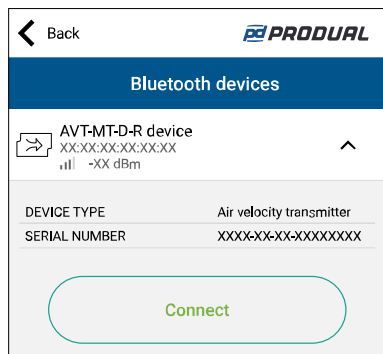 Back
pd PRODUAL
Bluetooth devices
AVT-MT-D-R device
XX:XX:XX:XX:XX:XX
-XX dBm
DEVICE TYPE Air velocity transmitter
SERIAL NUMBER XXXX-XX-XX-XXXXXXXX
Connect